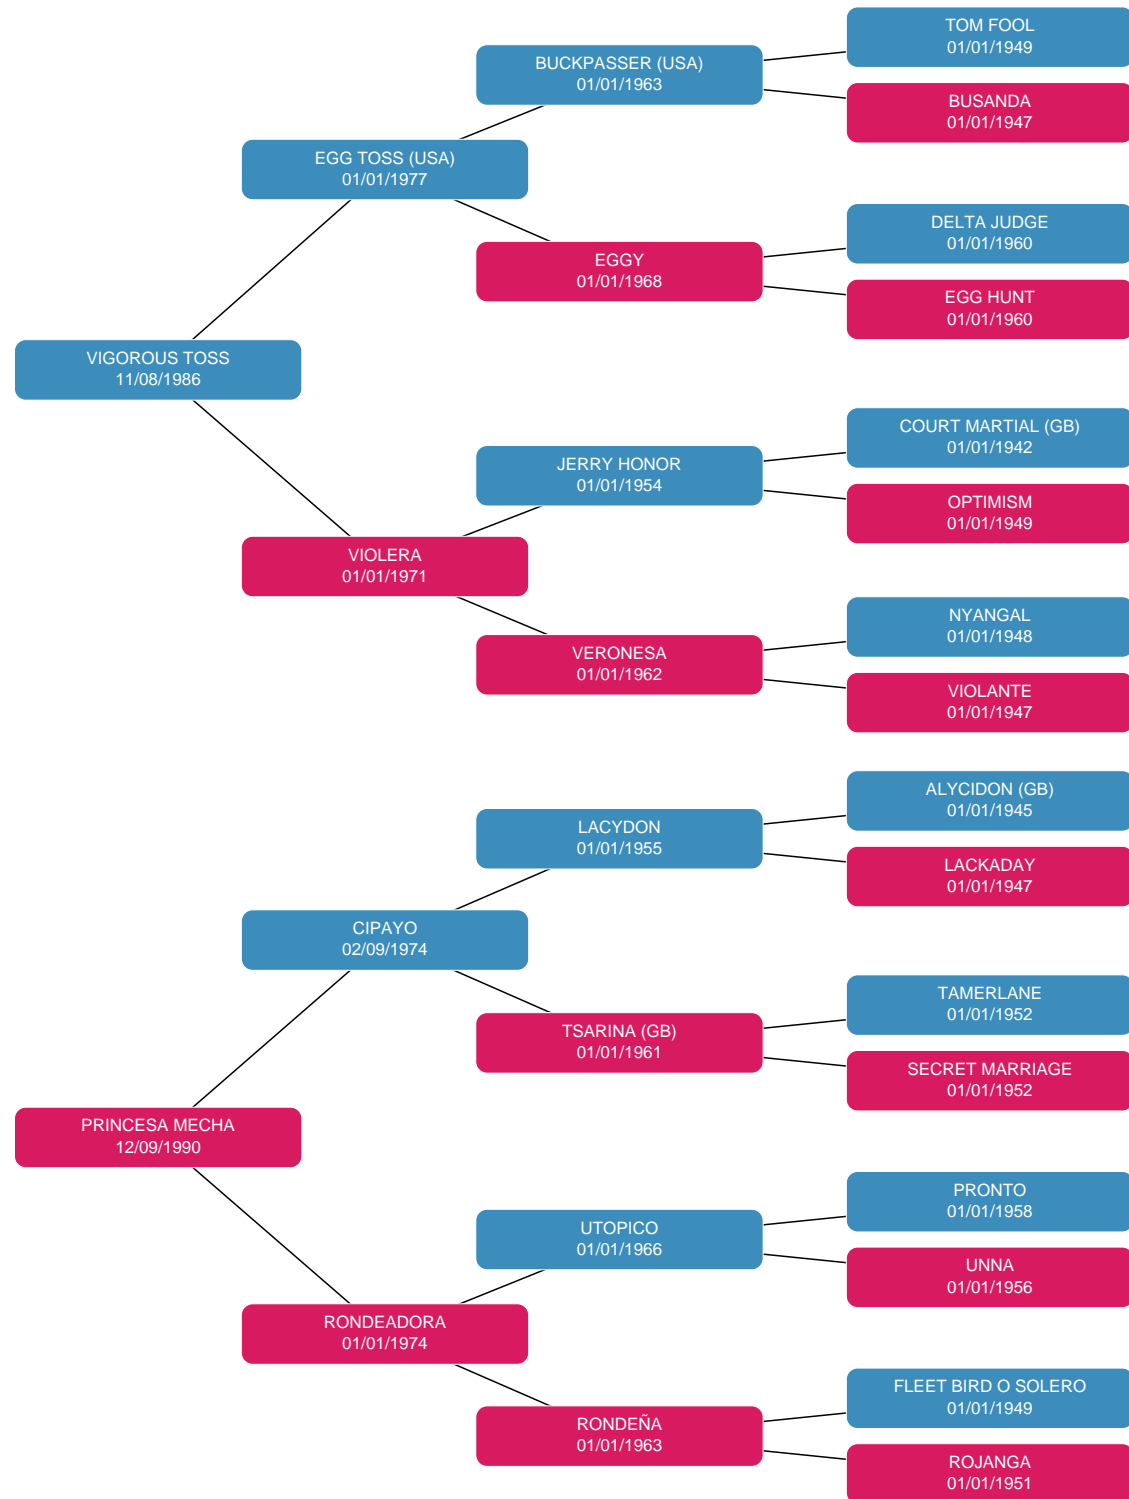 TOM FOOL
01/01/1949
BUCKPASSER (USA)
01/01/1963
BUSANDA
01/01/1947
EGG TOSS (USA)
01/01/1977
DELTA JUDGE
01/01/1960
EGGY
01/01/1968
EGG HUNT
01/01/1960
VIGOROUS TOSS
11/08/1986
COURT MARTIAL (GB)
01/01/1942
JERRY HONOR
01/01/1954
OPTIMISM
01/01/1949
VIOLERA
01/01/1971
NYANGAL
01/01/1948
VERONESA
01/01/1962
VIOLANTE
01/01/1947
ALYCIDON (GB)
01/01/1945
LACYDON
01/01/1955
LACKADAY
01/01/1947
CIPAYO
02/09/1974
TAMERLANE
01/01/1952
TSARINA (GB)
01/01/1961
SECRET MARRIAGE
01/01/1952
PRINCESA MECHA
12/09/1990
PRONTO
01/01/1958
UTOPICO
01/01/1966
UNNA
01/01/1956
RONDEADORA
01/01/1974
FLEET BIRD O SOLERO
01/01/1949
RONDEÑA
01/01/1963
ROJANGA
01/01/1951